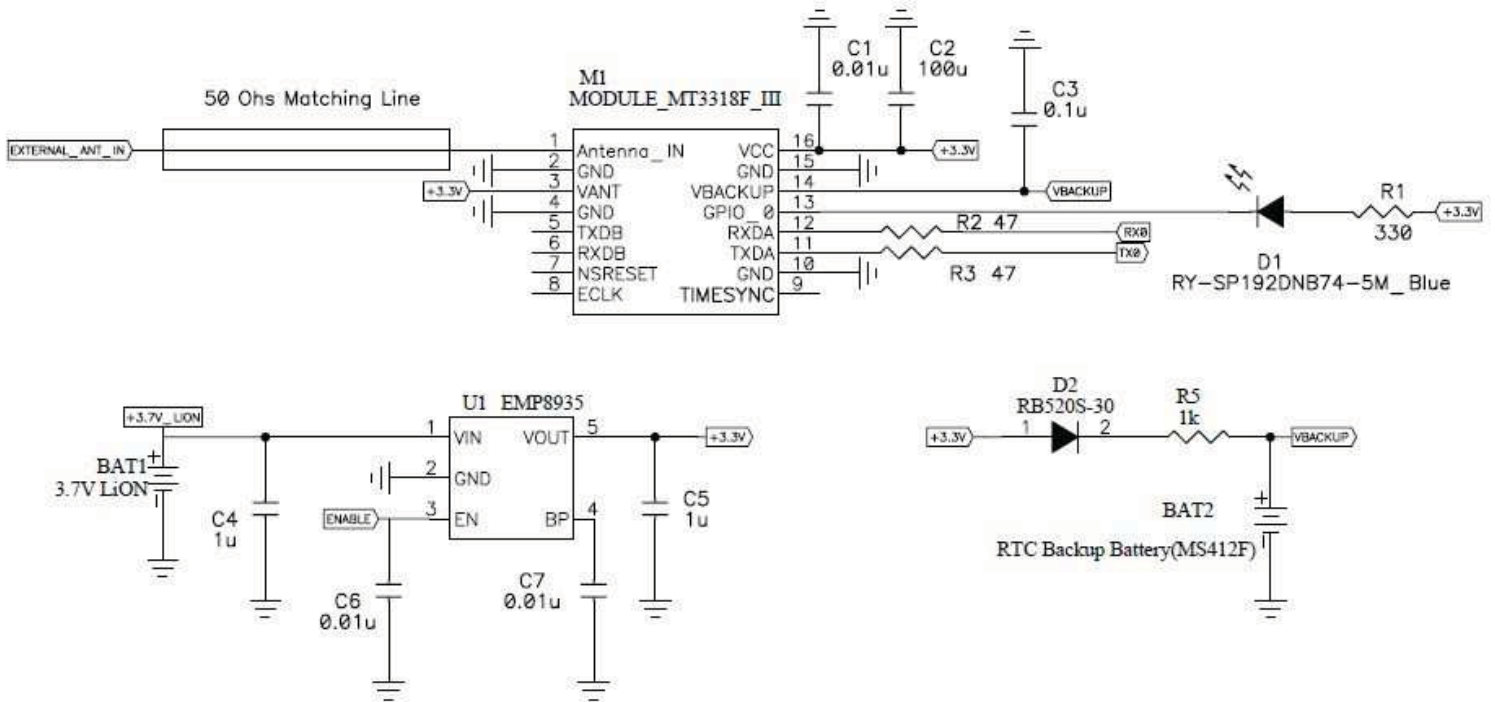 C1
0.01u
C2
100u
C3
0.1u
M1
MODULE_MT3318F_III
50 Ohs Matching Line
EXTERNAL_ANT_IN
1 Antenna_IN
2 GND
+3.3V 3 VANT
4 GND
5 TXDB
6 RXDB
7 NSRESET
8 ECLK
VCC 16 +3.3V
GND 15
VBACKUP 14 VBACKUP
GPIO_0 13
RXDA 12 R2 47 RX0
TXDA 11 R3 47 TX0
GND 10
TIMESYNC 9
R1
330
+3.3V
D1
RY-SP192DNB74-5M_Blue
+3.7V_LION
BAT1
3.7V LiON
+
-
C4
1u
U1 EMP8935
1 VIN
2 GND
ENABLE 3 EN
VOUT 5 +3.3V
BP 4
C5
1u
C6
0.01u
C7
0.01u
D2
RB520S-30
+3.3V 1 2
R5
1k
VBACKUP
+
-
BAT2
RTC Backup Battery(MS412F)